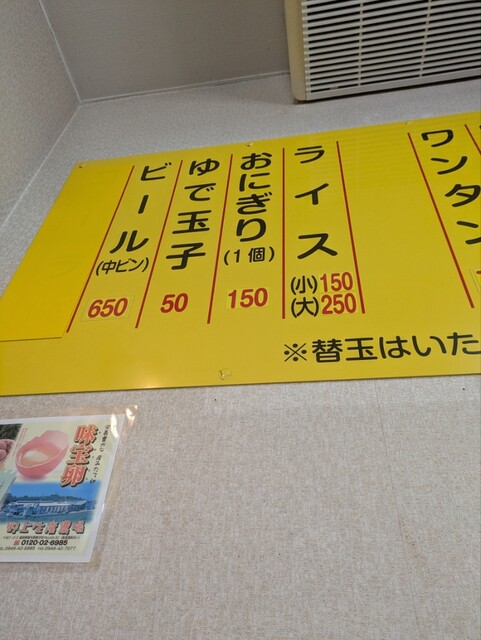 ワンタン
ライス
(小)150
(大)250
おにぎり
(1個)
150
ゆで玉子
50
ビール
(中ビン)
650
※替玉はいた
味宝卵
0120-02-6985